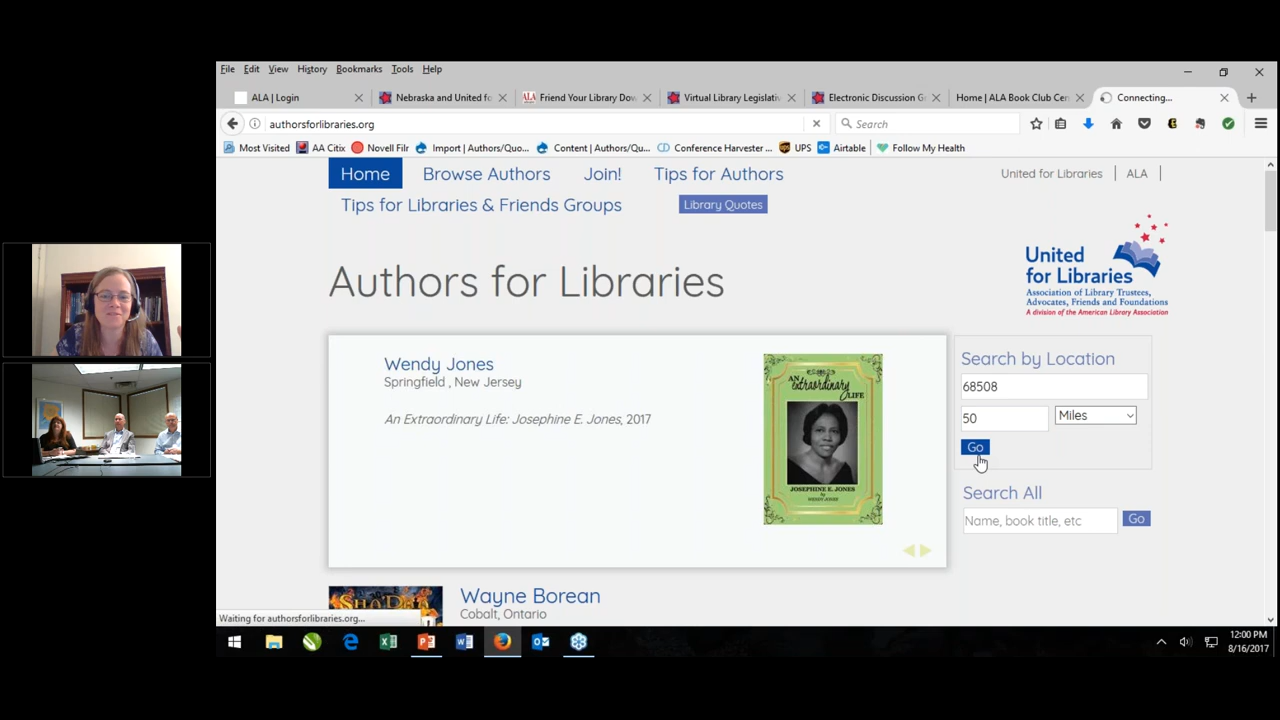 File Edit View History Bookmarks Tools Help
ALA | Login
Nebraska and United fo
ALA Friend Your Library Dow
Virtual Library Legislativ
Electronic Discussion G
Home | ALA Book Club Cen
Connecting...
authorsforlibraries.org
Search
Most Visited AA Citix Novell Filr Import | Authors/Quo... Content | Authors/Qu... Conference Harvester ... UPS Airtable Follow My Health
Home Browse Authors Join! Tips for Authors
United for Libraries | ALA |
Tips for Libraries & Friends Groups Library Quotes
Authors for Libraries
United
for Libraries
Association of Library Trustees,
Advocates, Friends and Foundations
A division of the American Library Association
Wendy Jones
Springfield , New Jersey
An Extraordinary Life: Josephine E. Jones, 2017
AN
extraordinary
LIFE
JOSEPHINE E. JONES
by
WENDY JONES
Search by Location
68508
50 Miles
Go
Search All
Name, book title, etc Go
Wayne Borean
Cobalt, Ontario
Waiting for authorsforlibraries.org...
12:00 PM
8/16/2017